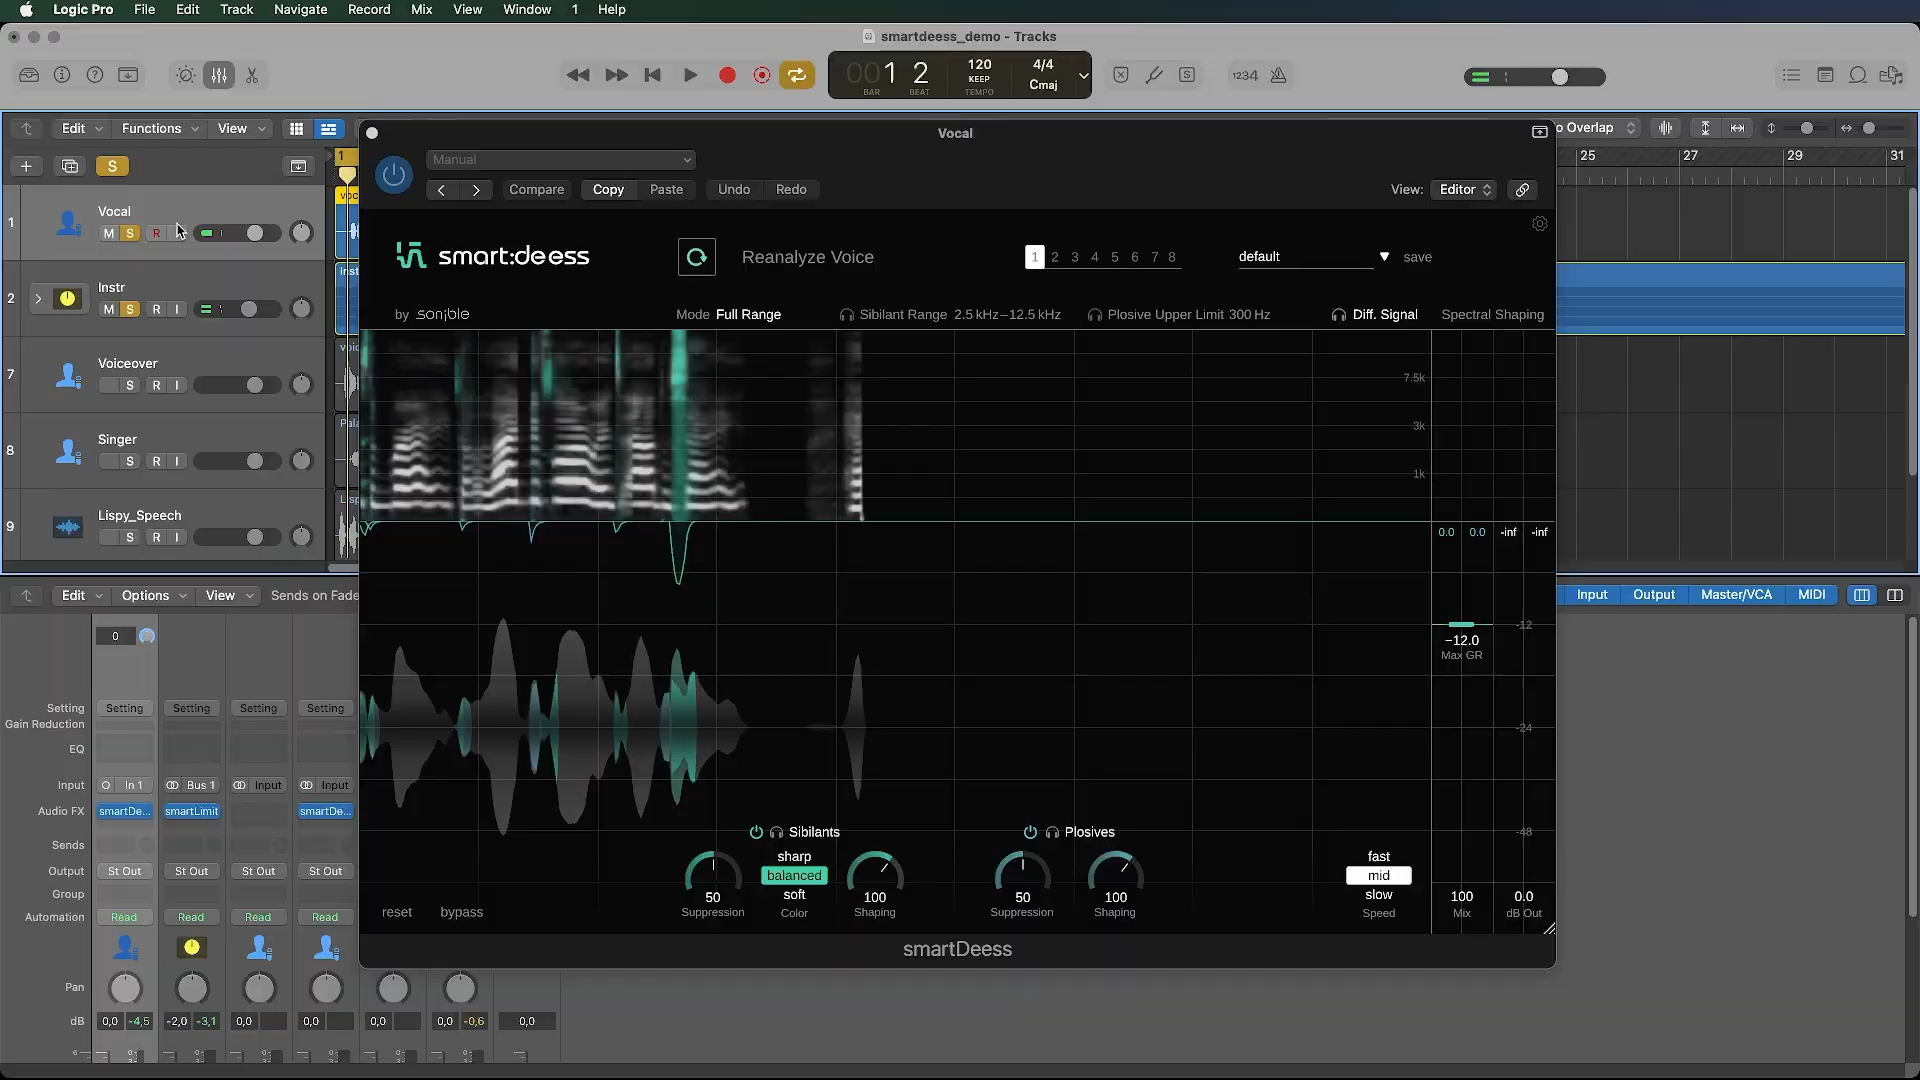 Logic Pro File Edit Track Navigate Record Mix View Window 1 Help
smartdeess_demo - Tracks
001 2 120 4/4
KEEP Cmaj
BAR BEAT TEMPO
1234
Edit Functions View
Overlap
S
1
25 27 29 31
Vocal
Manual
Compare Copy Paste Undo Redo
View: Editor
1 Vocal
M S R
2 Instr
M S R I
7 Voiceover
S R I
8 Singer
S R I
9 Lispy_Speech
S R I
smart:deess
Reanalyze Voice
1 2 3 4 5 6 7 8
default save
by sonible
Mode Full Range
Sibilant Range 2.5 kHz–12.5 kHz
Plosive Upper Limit 300 Hz
Diff. Signal
Spectral Shaping
7.5k
3k
1k
0.0 0.0 -inf -inf
-12
−12.0
Max GR
-24
-48
Sibilants Plosives
sharp
balanced
soft
Color
50
Suppression
100
Shaping
50
Suppression
100
Shaping
fast
mid
slow
Speed
100
Mix
0.0
dB Out
reset bypass
smartDeess
Edit Options View Sends on Fade
Input Output Master/VCA MIDI
0
Setting Setting Setting Setting Setting
Gain Reduction
EQ
Input In 1 Bus 1 Input Input
Audio FX smartDe... smartLimit smartDe...
Sends
Output St Out St Out St Out St Out
Group
Automation Read Read Read Read
Pan
dB 0,0 -4,5 -2,0 -3,1 0,0 0,0 0,0 0,0 -0,6 0,0
6